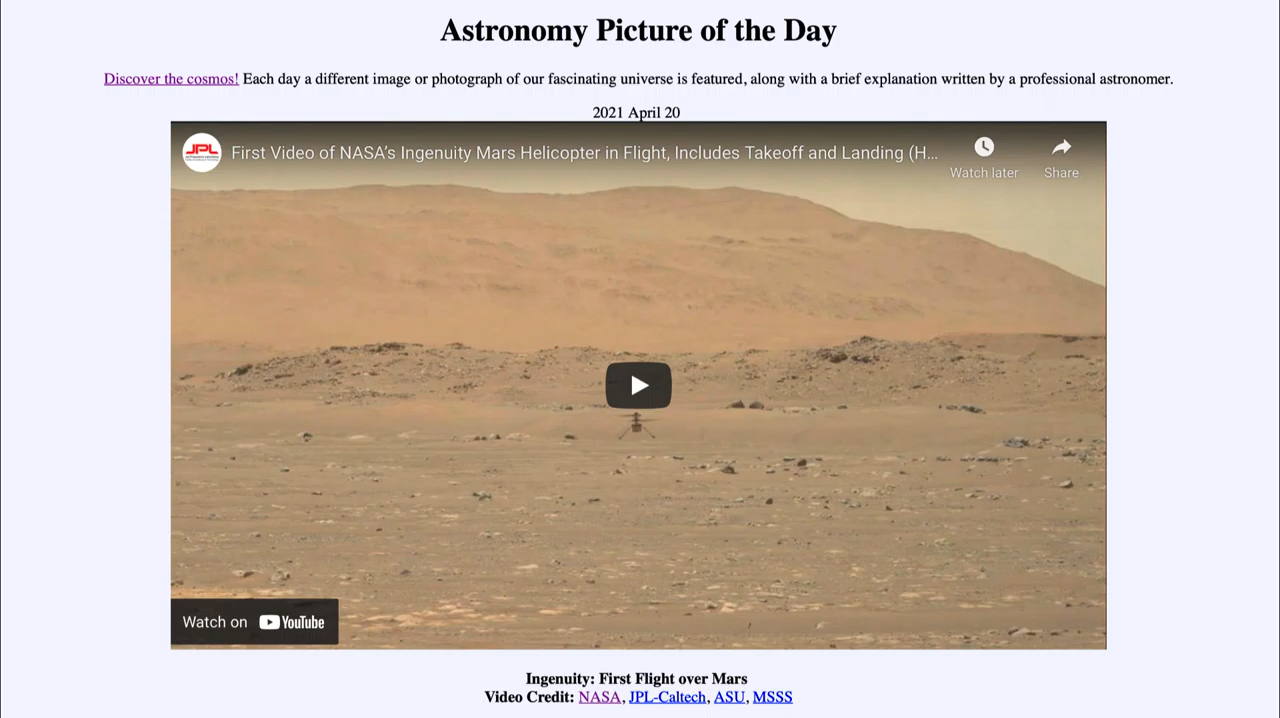 Astronomy Picture of the Day
Discover the cosmos! Each day a different image or photograph of our fascinating universe is featured, along with a brief explanation written by a professional astronomer.
2021 April 20
JPL
First Video of NASA’s Ingenuity Mars Helicopter in Flight, Includes Takeoff and Landing (H...
Watch later
Share
Watch on YouTube
Ingenuity: First Flight over Mars
Video Credit: NASA, JPL-Caltech, ASU, MSSS